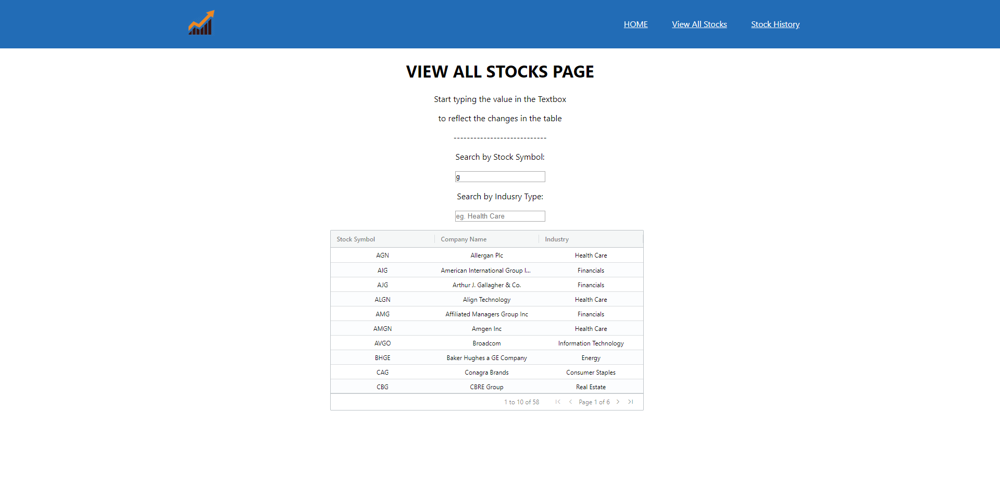 HOME View All Stocks Stock History
VIEW ALL STOCKS PAGE
Start typing the value in the Textbox
to reflect the changes in the table
----------------------------
Search by Stock Symbol:
g
Search by Indusry Type:
eg. Health Care
Stock Symbol Company Name Industry
AGN Allergan Plc Health Care
AIG American International Group I... Financials
AJG Arthur J. Gallagher & Co. Financials
ALGN Align Technology Health Care
AMG Affiliated Managers Group Inc Financials
AMGN Amgen Inc Health Care
AVGO Broadcom Information Technology
BHGE Baker Hughes a GE Company Energy
CAG Conagra Brands Consumer Staples
CBG CBRE Group Real Estate
1 to 10 of 58 Page 1 of 6